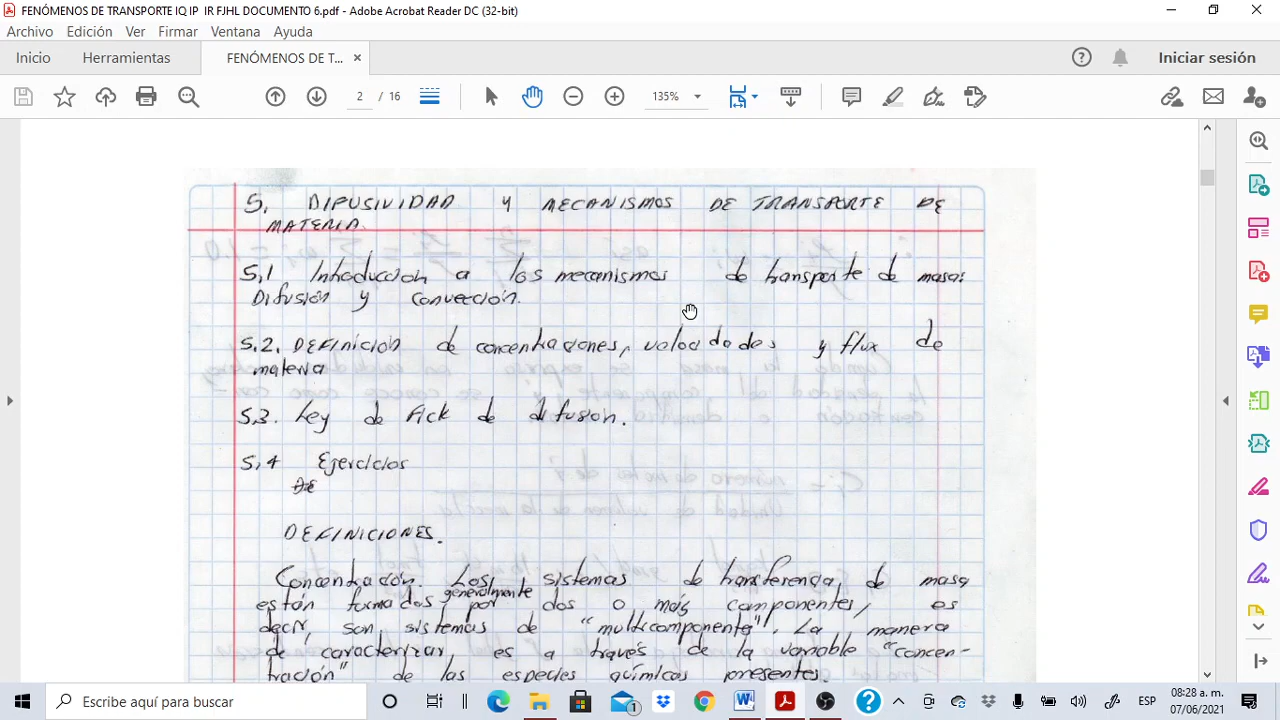 FENÓMENOS DE TRANSPORTE IQ IP IR FJHL DOCUMENTO 6.pdf - Adobe Acrobat Reader DC (32-bit)
Archivo Edición Ver Firmar Ventana Ayuda
Inicio Herramientas FENÓMENOS DE T... × Iniciar sesión
2 / 16 135%
5. DIFUSIVIDAD Y MECANISMOS DE TRANSPORTE DE
MATERIA.
5.1 Introducción a los mecanismos de transporte de masa:
Difusión y convección.
5.2. DEFINICIÓN de concentraciones, velocidades y flux de
materia
5.3. Ley de Fick de difusión.
5.4 Ejercicios
DEFINICIONES.
Concentración. Los sistemas de transferencia de masa
están formados generalmente por dos o más componentes, es
decir, son sistemas de "multicomponente". La manera
de caracterizar, es a través de la variable "concen-
tración" de las especies químicas presentes.
Escribe aquí para buscar
1
ESP
08:28 a. m.
07/06/2021